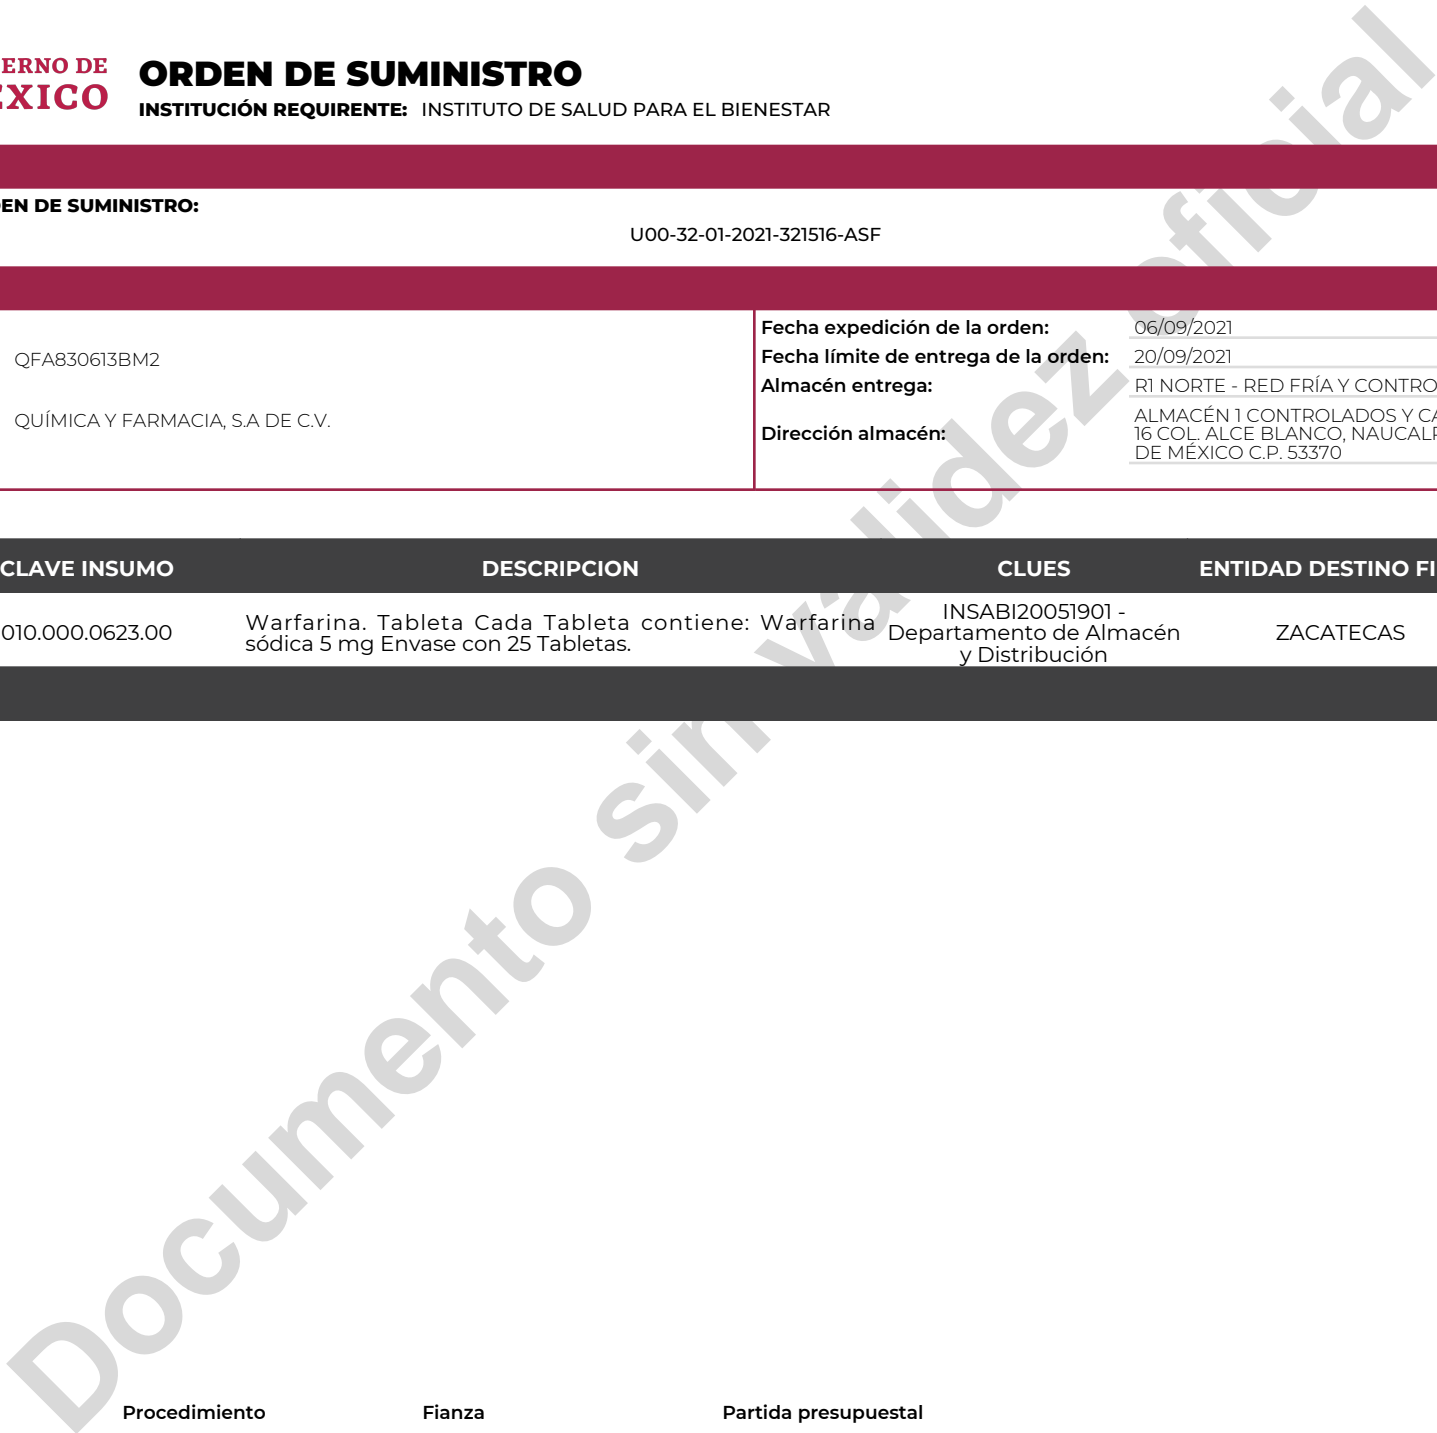 ERNO DE
ÉXICO
ORDEN DE SUMINISTRO
INSTITUCIÓN REQUIRENTE: INSTITUTO DE SALUD PARA EL BIENESTAR
EN DE SUMINISTRO:
U00-32-01-2021-321516-ASF
QFA830613BM2
QUÍMICA Y FARMACIA, S.A DE C.V.
Fecha expedición de la orden: 06/09/2021
Fecha límite de entrega de la orden: 20/09/2021
Almacén entrega: R1 NORTE - RED FRÍA Y CONTRO
Dirección almacén:
ALMACÉN 1 CONTROLADOS Y CA
16 COL. ALCE BLANCO, NAUCALP
DE MÉXICO C.P. 53370
CLAVE INSUMO DESCRIPCION CLUES ENTIDAD DESTINO FI
010.000.0623.00
Warfarina. Tableta Cada Tableta contiene: Warfarina
sódica 5 mg Envase con 25 Tabletas.
INSABI20051901 -
Departamento de Almacén
y Distribución
ZACATECAS
Documento sin validez oficial
Procedimiento Fianza Partida presupuestal